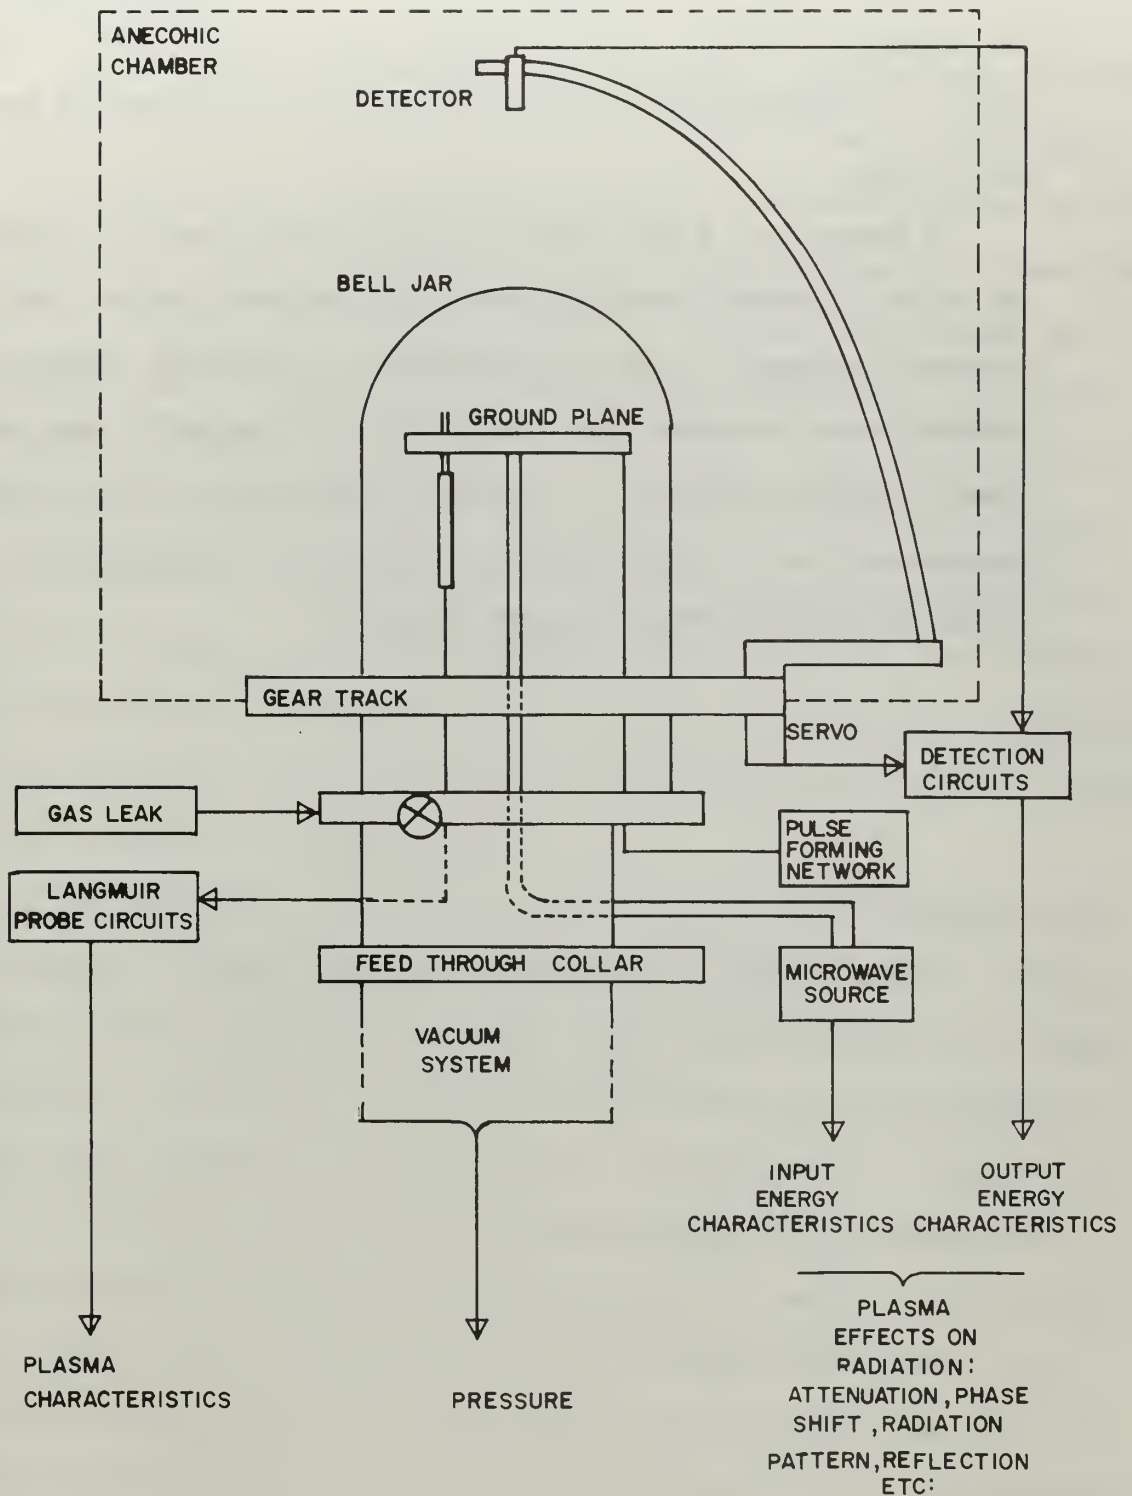 ANECOHIC
CHAMBER
DETECTOR
BELL JAR
GROUND PLANE
GEAR TRACK
SERVO
DETECTION
CIRCUITS
GAS LEAK
PULSE
FORMING
NETWORK
LANGMUIR
PROBE CIRCUITS
FEED THROUGH COLLAR
MICROWAVE
SOURCE
VACUUM
SYSTEM
INPUT
ENERGY
CHARACTERISTICS
OUTPUT
ENERGY
CHARACTERISTICS
PLASMA
CHARACTERISTICS
PRESSURE
PLASMA
EFFECTS ON
RADIATION:
ATTENUATION, PHASE
SHIFT, RADIATION
PATTERN, REFLECTION
ETC: